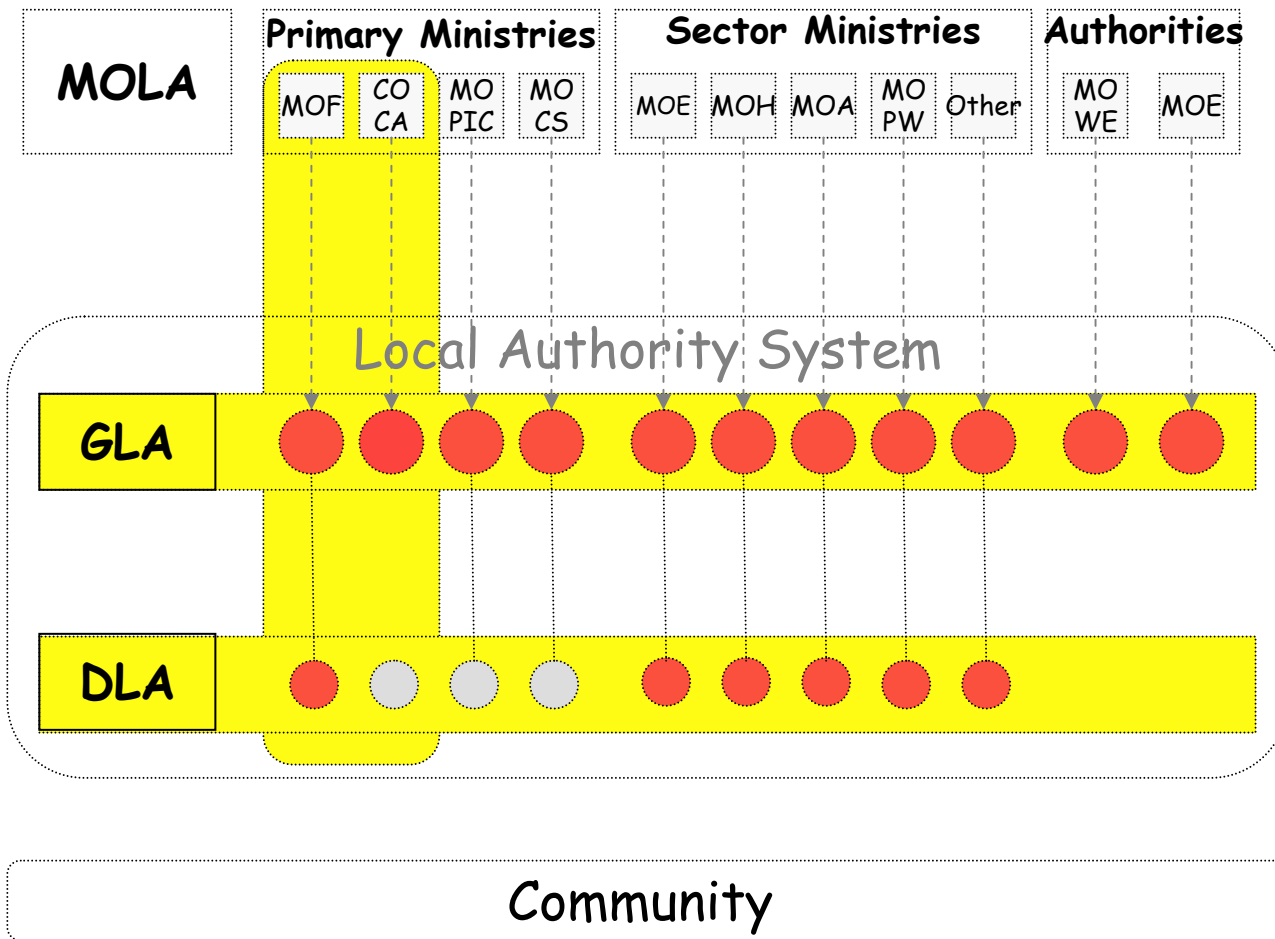 MOLA
Primary Ministries
MOF
CO
CA
MO
PIC
MO
CS
Sector Ministries
MOE
MOH
MOA
MO
PW
Other
Authorities
MO
WE
MOE
Local Authority System
GLA
DLA
Community